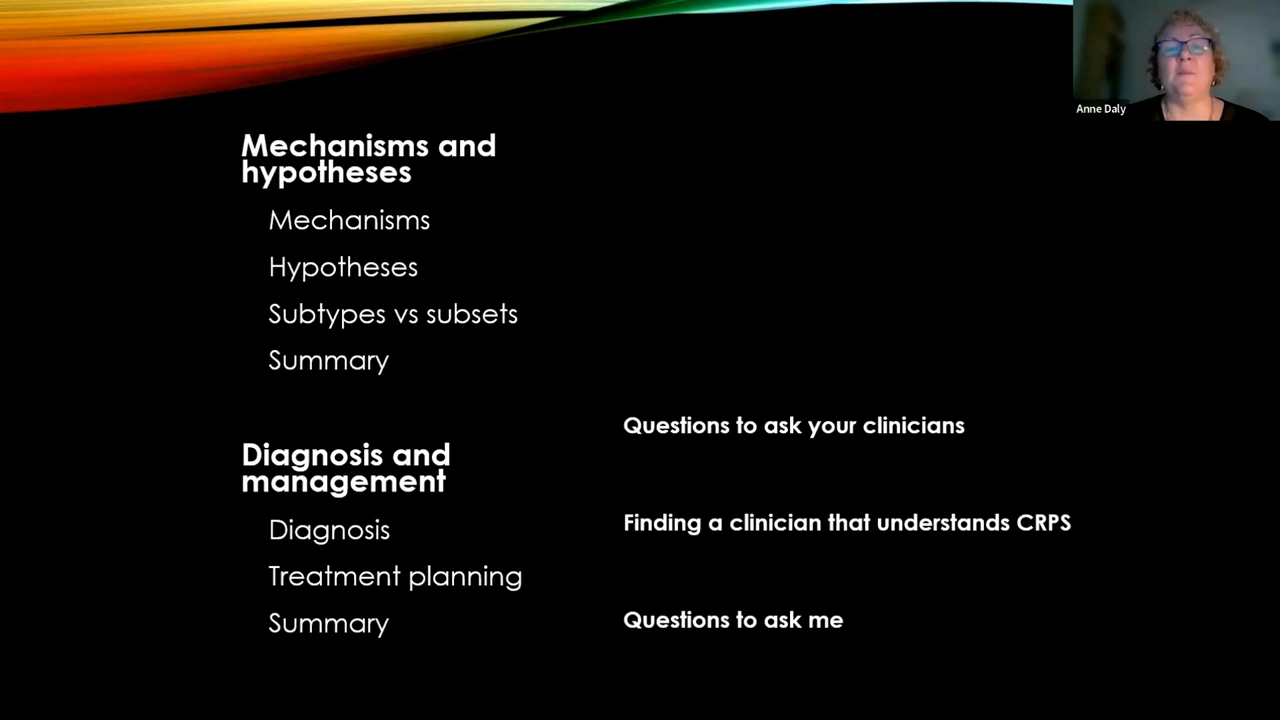 Anne Daly
Mechanisms and
hypotheses
Mechanisms
Hypotheses
Subtypes vs subsets
Summary
Diagnosis and
management
Diagnosis
Treatment planning
Summary
Questions to ask your clinicians
Finding a clinician that understands CRPS
Questions to ask me